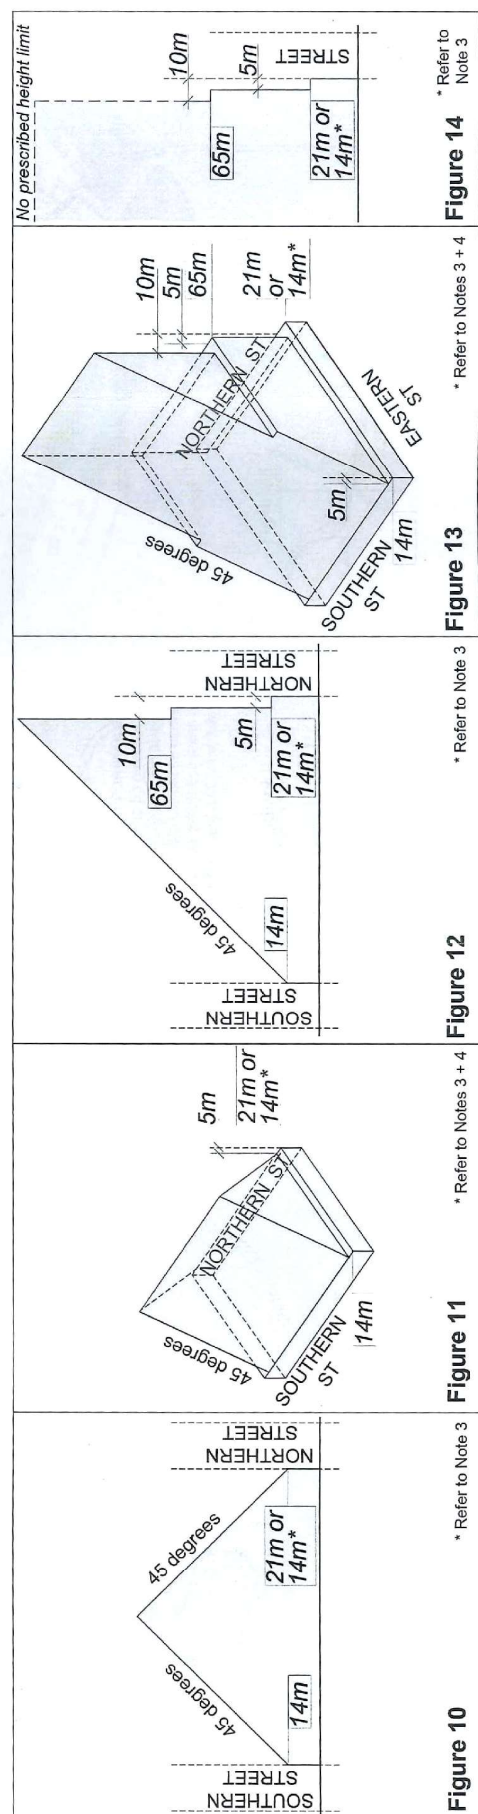 SOUTHERN
STREET
14m
45 degrees
45 degrees
21m or
14m*
NORTHERN
STREET
Figure 10
* Refer to Note 3
45 degrees
SOUTHERN
ST
14m
NORTHERN ST
5m
21m or
14m*
Figure 11
* Refer to Notes 3 + 4
SOUTHERN
STREET
14m
45 degrees
10m
65m
5m
21m or
14m*
NORTHERN
STREET
Figure 12
* Refer to Note 3
45 degrees
SOUTHERN
ST
14m
5m
NORTHERN ST
EASTERN
ST
10m
5m
65m
21m
or
14m*
Figure 13
* Refer to Notes 3 + 4
No prescribed height limit
10m
65m
5m
21m or
14m*
STREET
Figure 14
* Refer to
Note 3